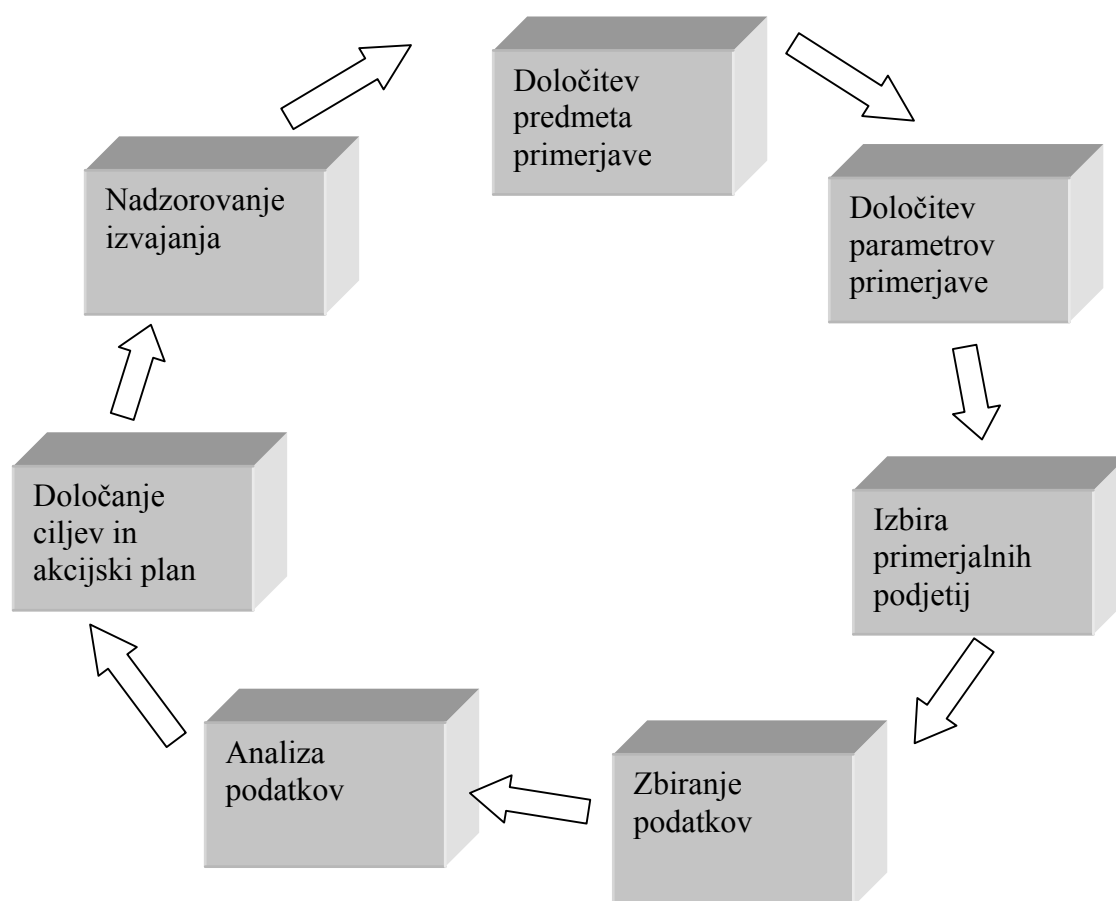 Določitev
predmeta
primerjave
Določitev
parametrov
primerjave
Izbira
primerjalnih
podjetij
Zbiranje
podatkov
Analiza
podatkov
Določanje
ciljev in
akcijski plan
Nadzorovanje
izvajanja